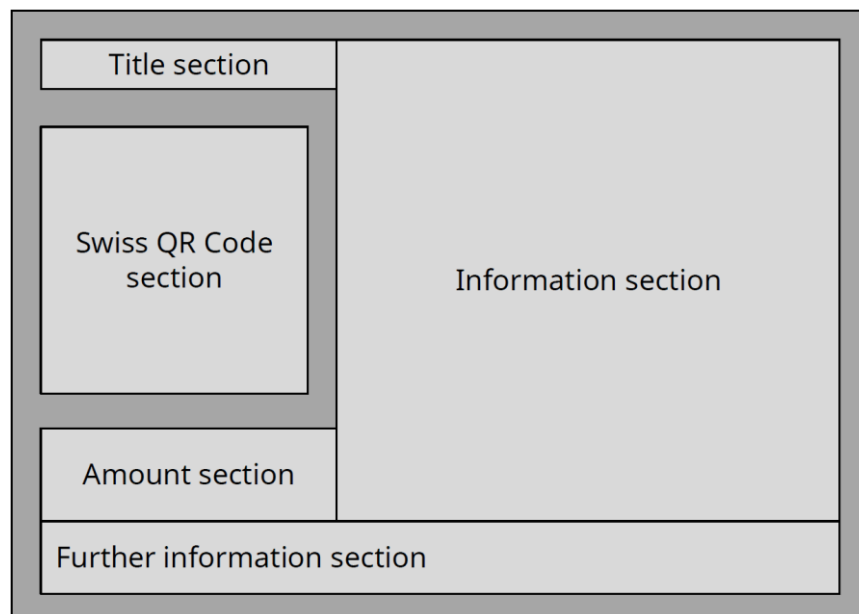 Title section
Swiss QR Code
section
Information section
Amount section
Further information section